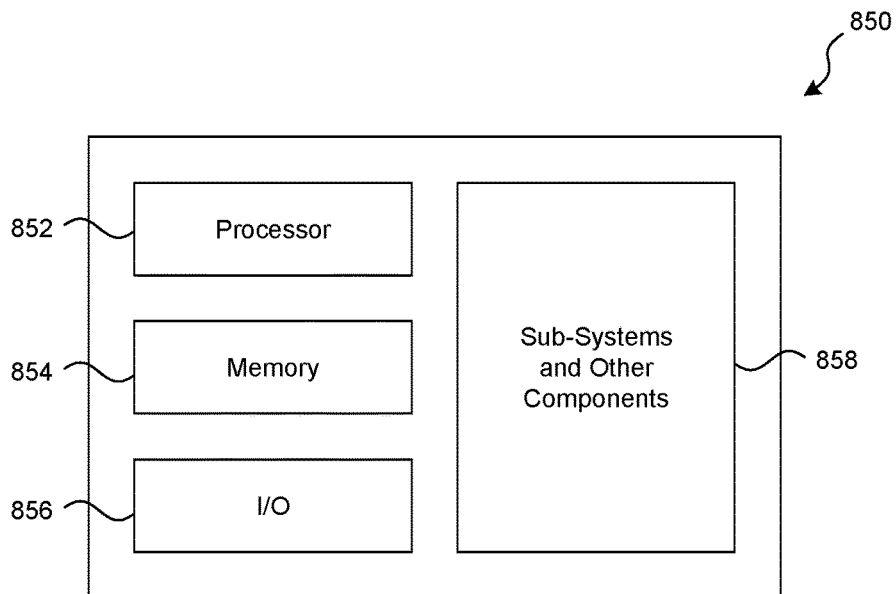 850
852
Processor
854
Memory
856
I/O
Sub-Systems
and Other
Components
858